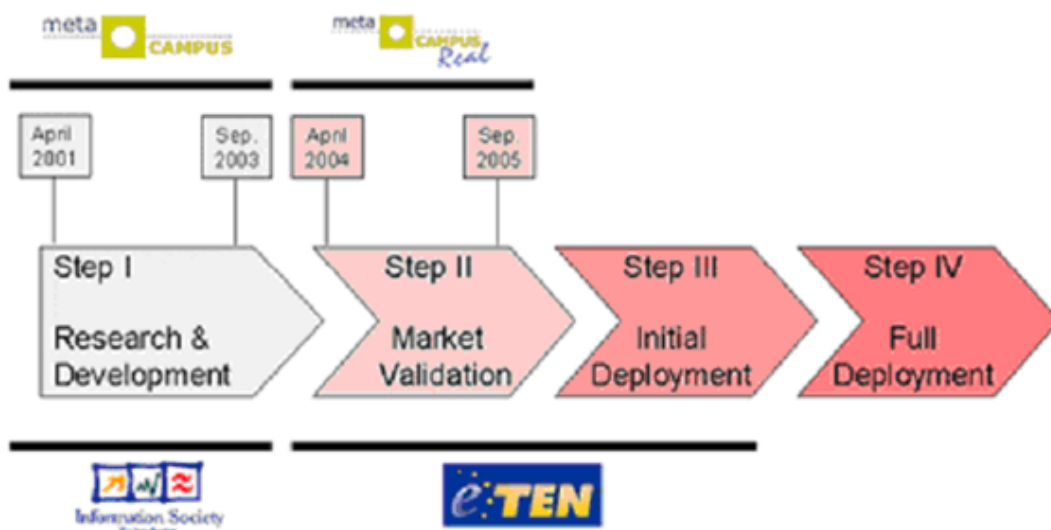 meta
CAMPUS
meta
CAMPUS
Real
April
2001
Sep.
2003
April
2004
Sep.
2005
Step I
Research &
Development
Step II
Market
Validation
Step III
Initial
Deployment
Step IV
Full
Deployment
Information Society
e·TEN